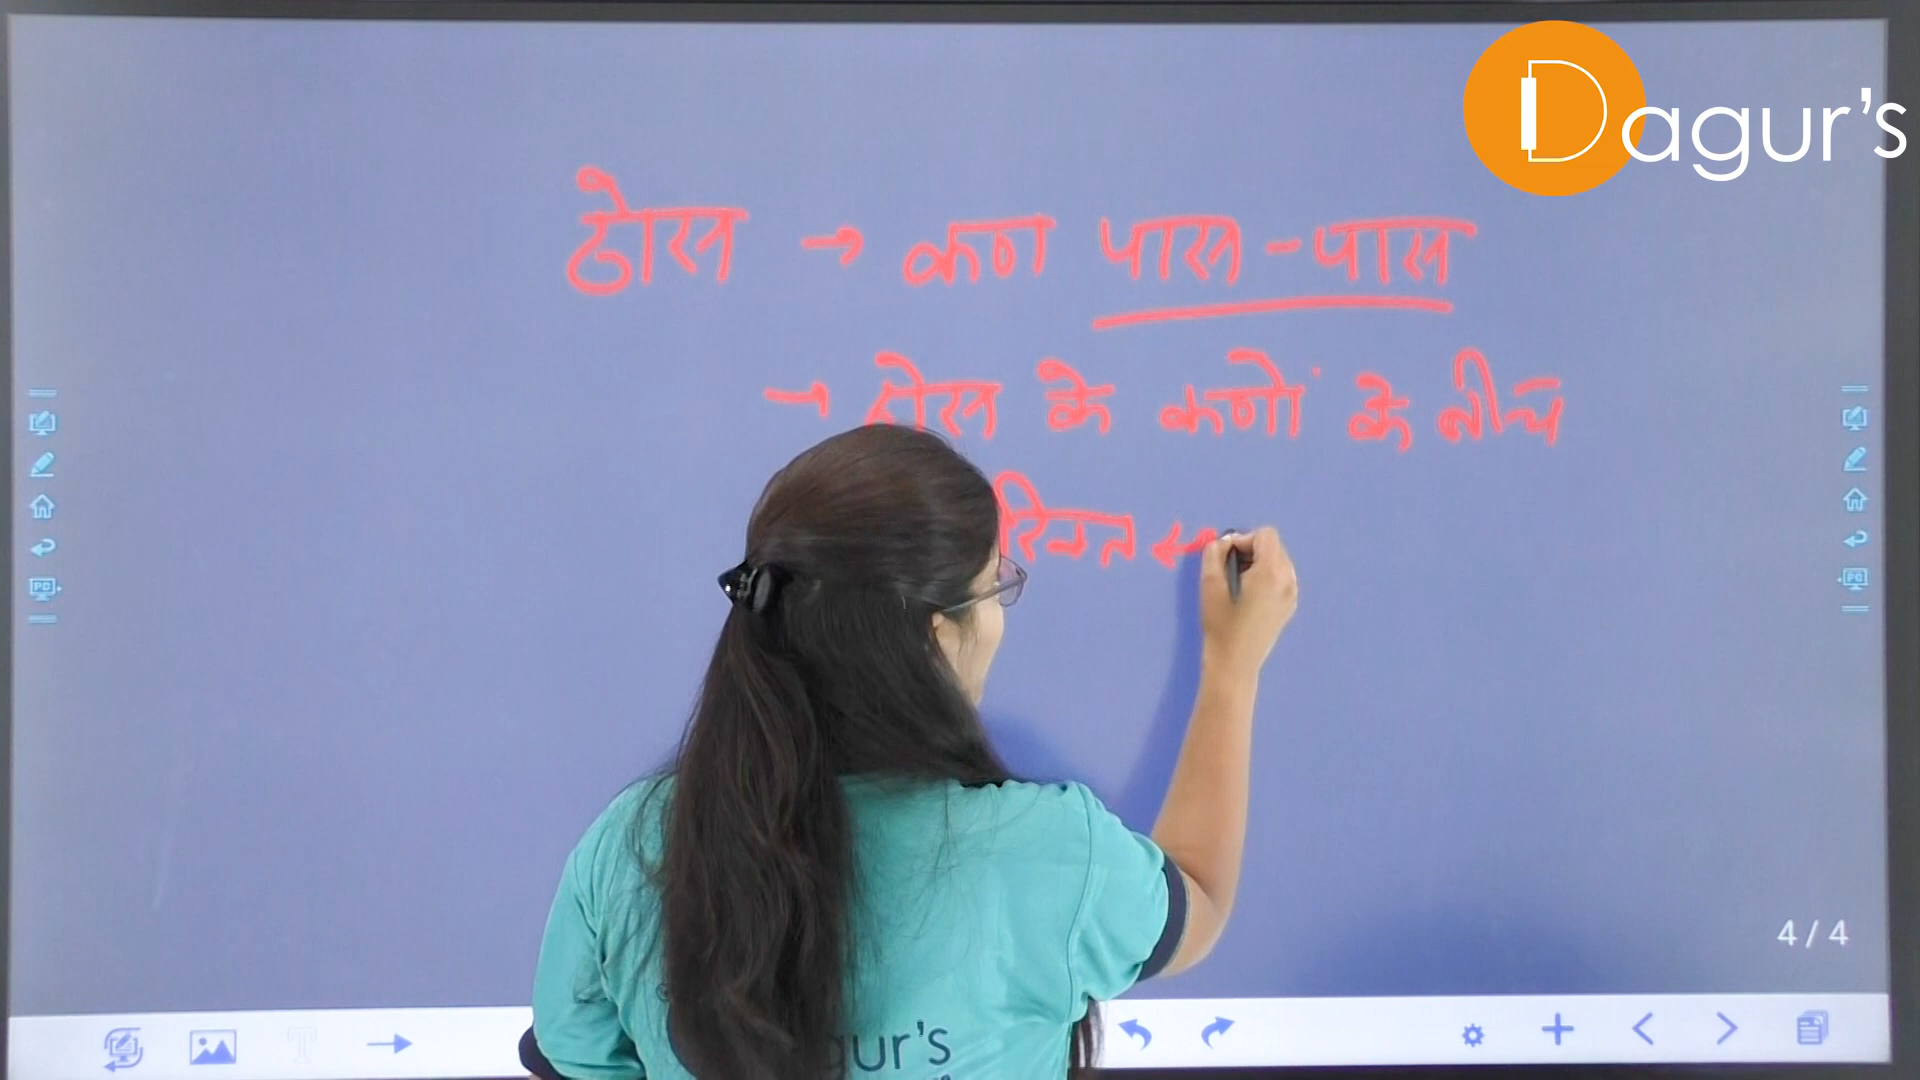 Dagur's
ठोस → कण पास-पास
→ ठोस के कणों के बीच
रिक्त
4/4